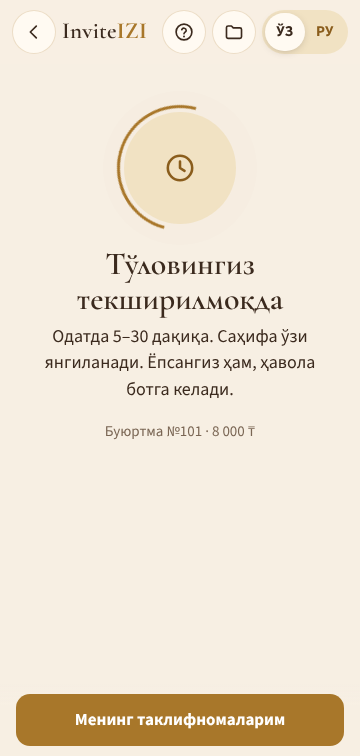 InviteIZI
ЎЗ РУ
Тўловингиз
текширилмоқда
Одатда 5–30 дақиқа. Саҳифа ўзи
янгиланади. Ёпсангиз ҳам, ҳавола
ботга келади.
Буюртма №101 · 8 000 ₸
Менинг таклифномаларим